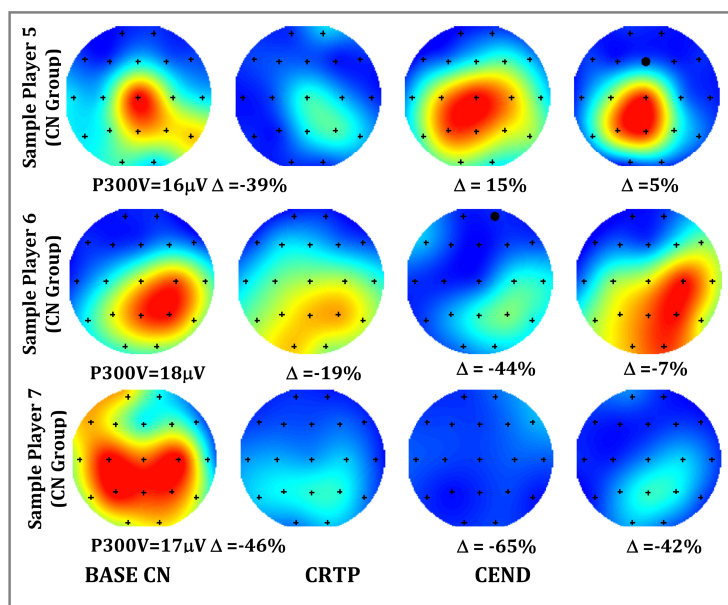 Sample Player 5
(CN Group)
P300V=16μV Δ =-39%
Δ = 15%
Δ =5%
Sample Player 6
(CN Group)
P300V=18μV
Δ =-19%
Δ = -44%
Δ = -7%
Sample Player 7
(CN Group)
P300V=17μV Δ =-46%
Δ = -65%
Δ = -42%
BASE CN
CRTP
CEND